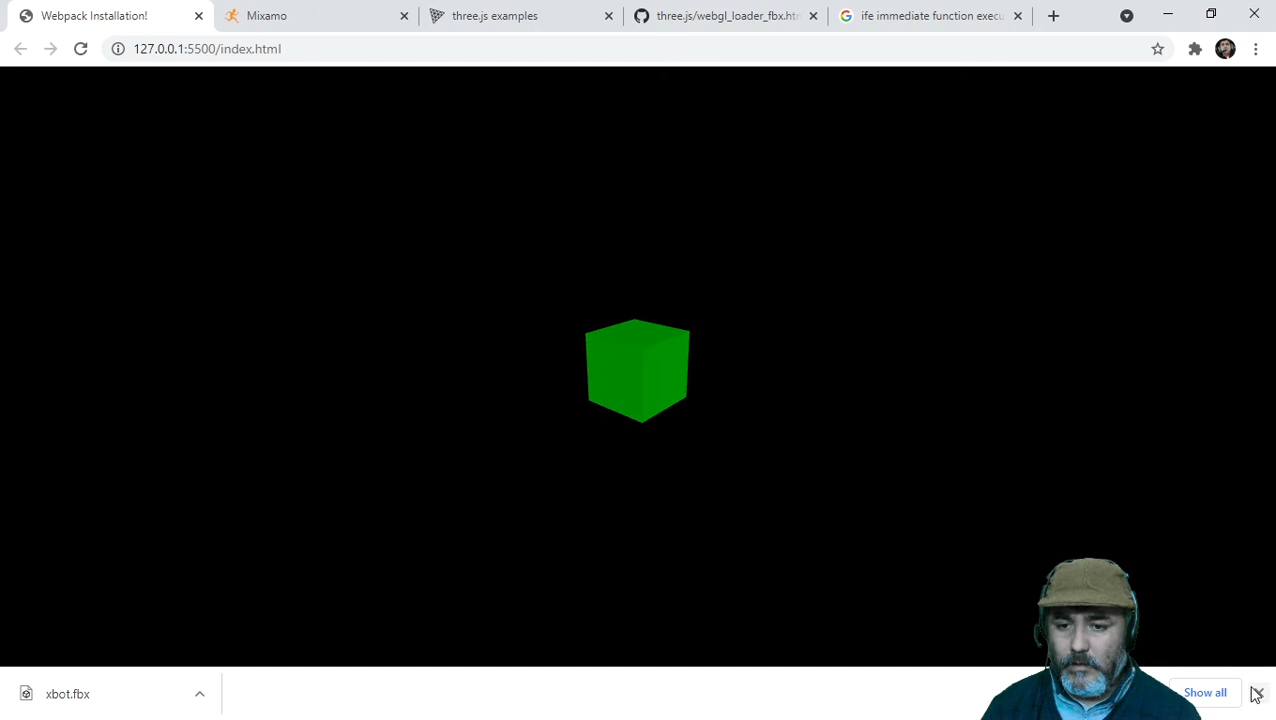 Webpack Installation!
Mixamo
three.js examples
three.js/webgl_loader_fbx.htm
ife immediate function execu
127.0.0.1:5500/index.html
xbot.fbx
Show all